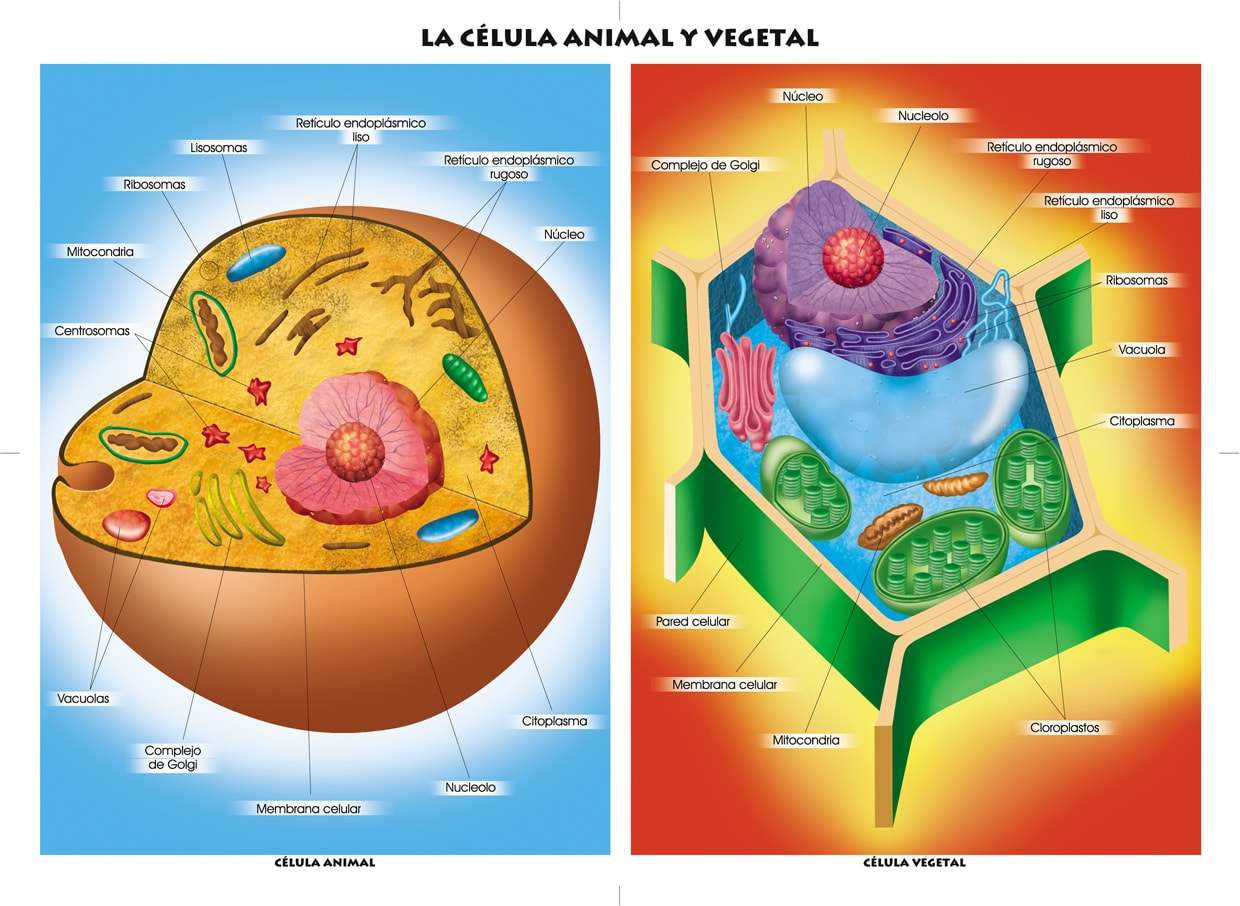 LA CÉLULA ANIMAL Y VEGETAL
Retículo endoplásmico
liso
Lisosomas
Retículo endoplásmico
rugoso
Ribosomas
Núcleo
Mitocondria
Centrosomas
Vacuolas
Citoplasma
Complejo
de Golgi
Nucleolo
Membrana celular
CÉLULA ANIMAL
Núcleo
Nucleolo
Retículo endoplásmico
rugoso
Complejo de Golgi
Retículo endoplásmico
liso
Ribosomas
Vacuola
Citoplasma
Pared celular
Membrana celular
Cloroplastos
Mitocondria
CÉLULA VEGETAL